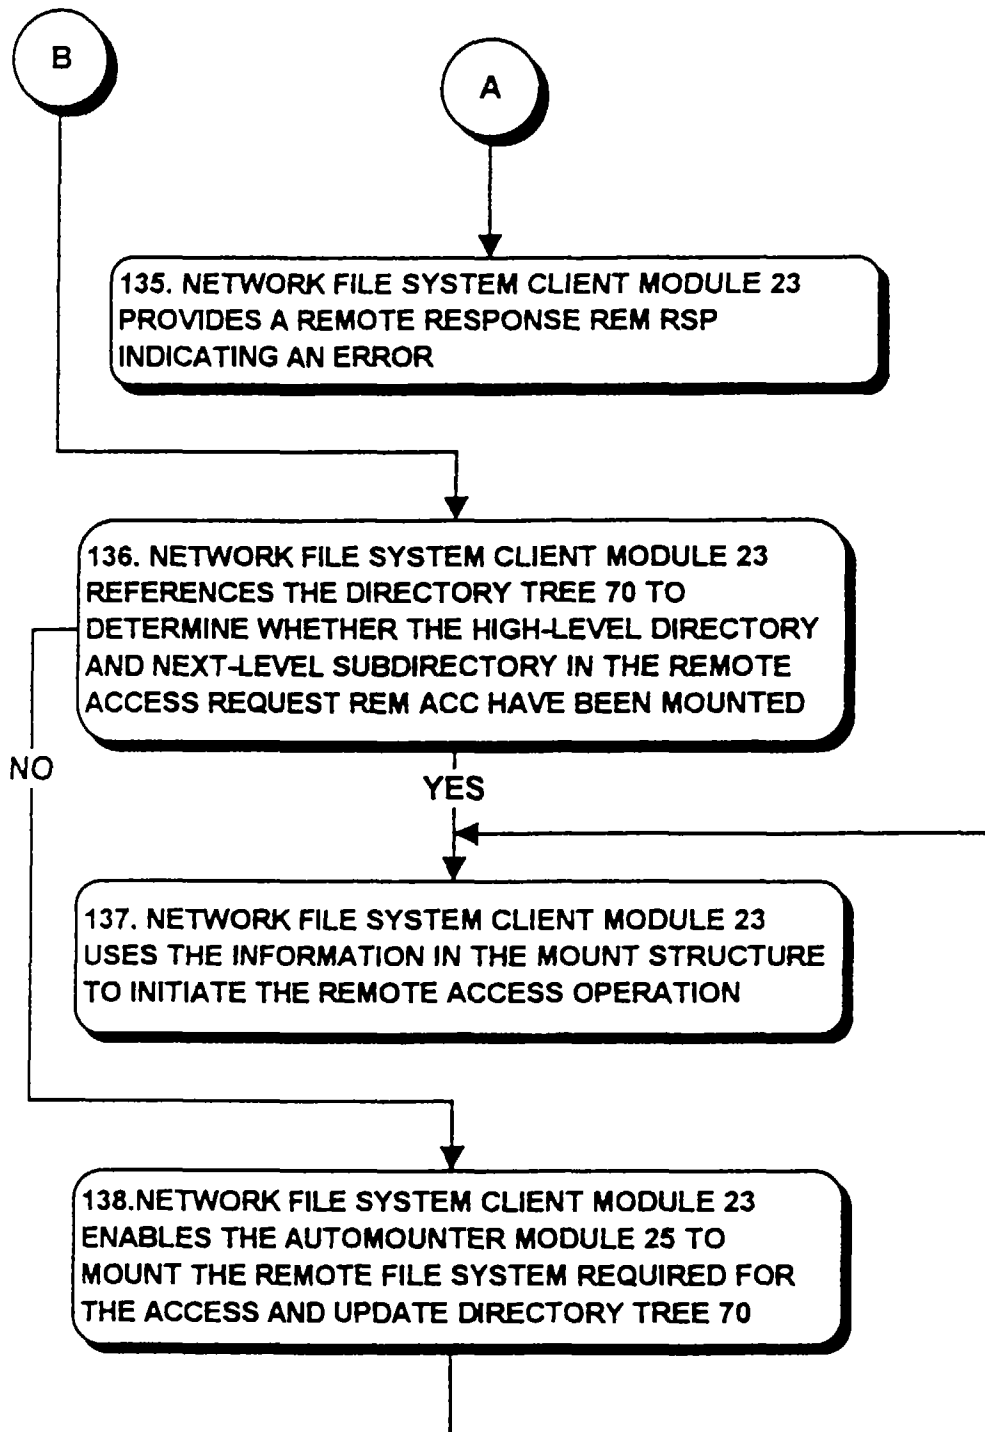 B
A
135. NETWORK FILE SYSTEM CLIENT MODULE 23
PROVIDES A REMOTE RESPONSE REM RSP
INDICATING AN ERROR
136. NETWORK FILE SYSTEM CLIENT MODULE 23
REFERENCES THE DIRECTORY TREE 70 TO
DETERMINE WHETHER THE HIGH-LEVEL DIRECTORY
AND NEXT-LEVEL SUBDIRECTORY IN THE REMOTE
ACCESS REQUEST REM ACC HAVE BEEN MOUNTED
NO
YES
137. NETWORK FILE SYSTEM CLIENT MODULE 23
USES THE INFORMATION IN THE MOUNT STRUCTURE
TO INITIATE THE REMOTE ACCESS OPERATION
138.NETWORK FILE SYSTEM CLIENT MODULE 23
ENABLES THE AUTOMOUNTER MODULE 25 TO
MOUNT THE REMOTE FILE SYSTEM REQUIRED FOR
THE ACCESS AND UPDATE DIRECTORY TREE 70